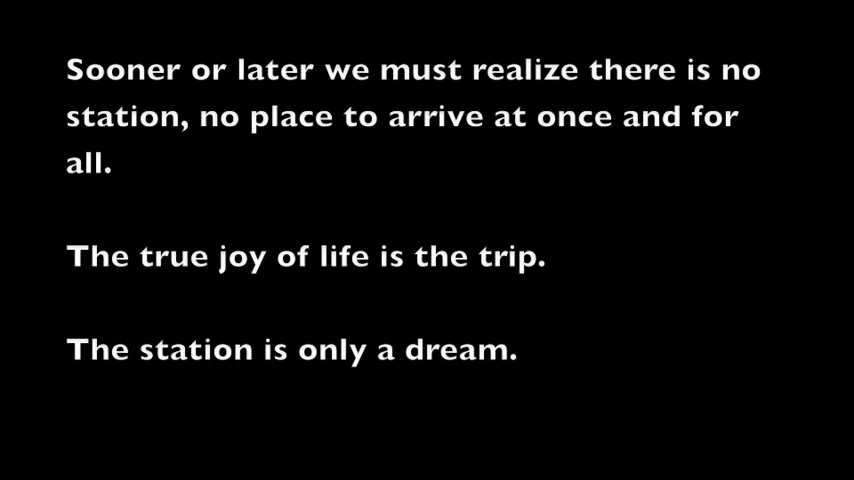 Sooner or later we must realize there is no
station, no place to arrive at once and for
all.
The true joy of life is the trip.
The station is only a dream.